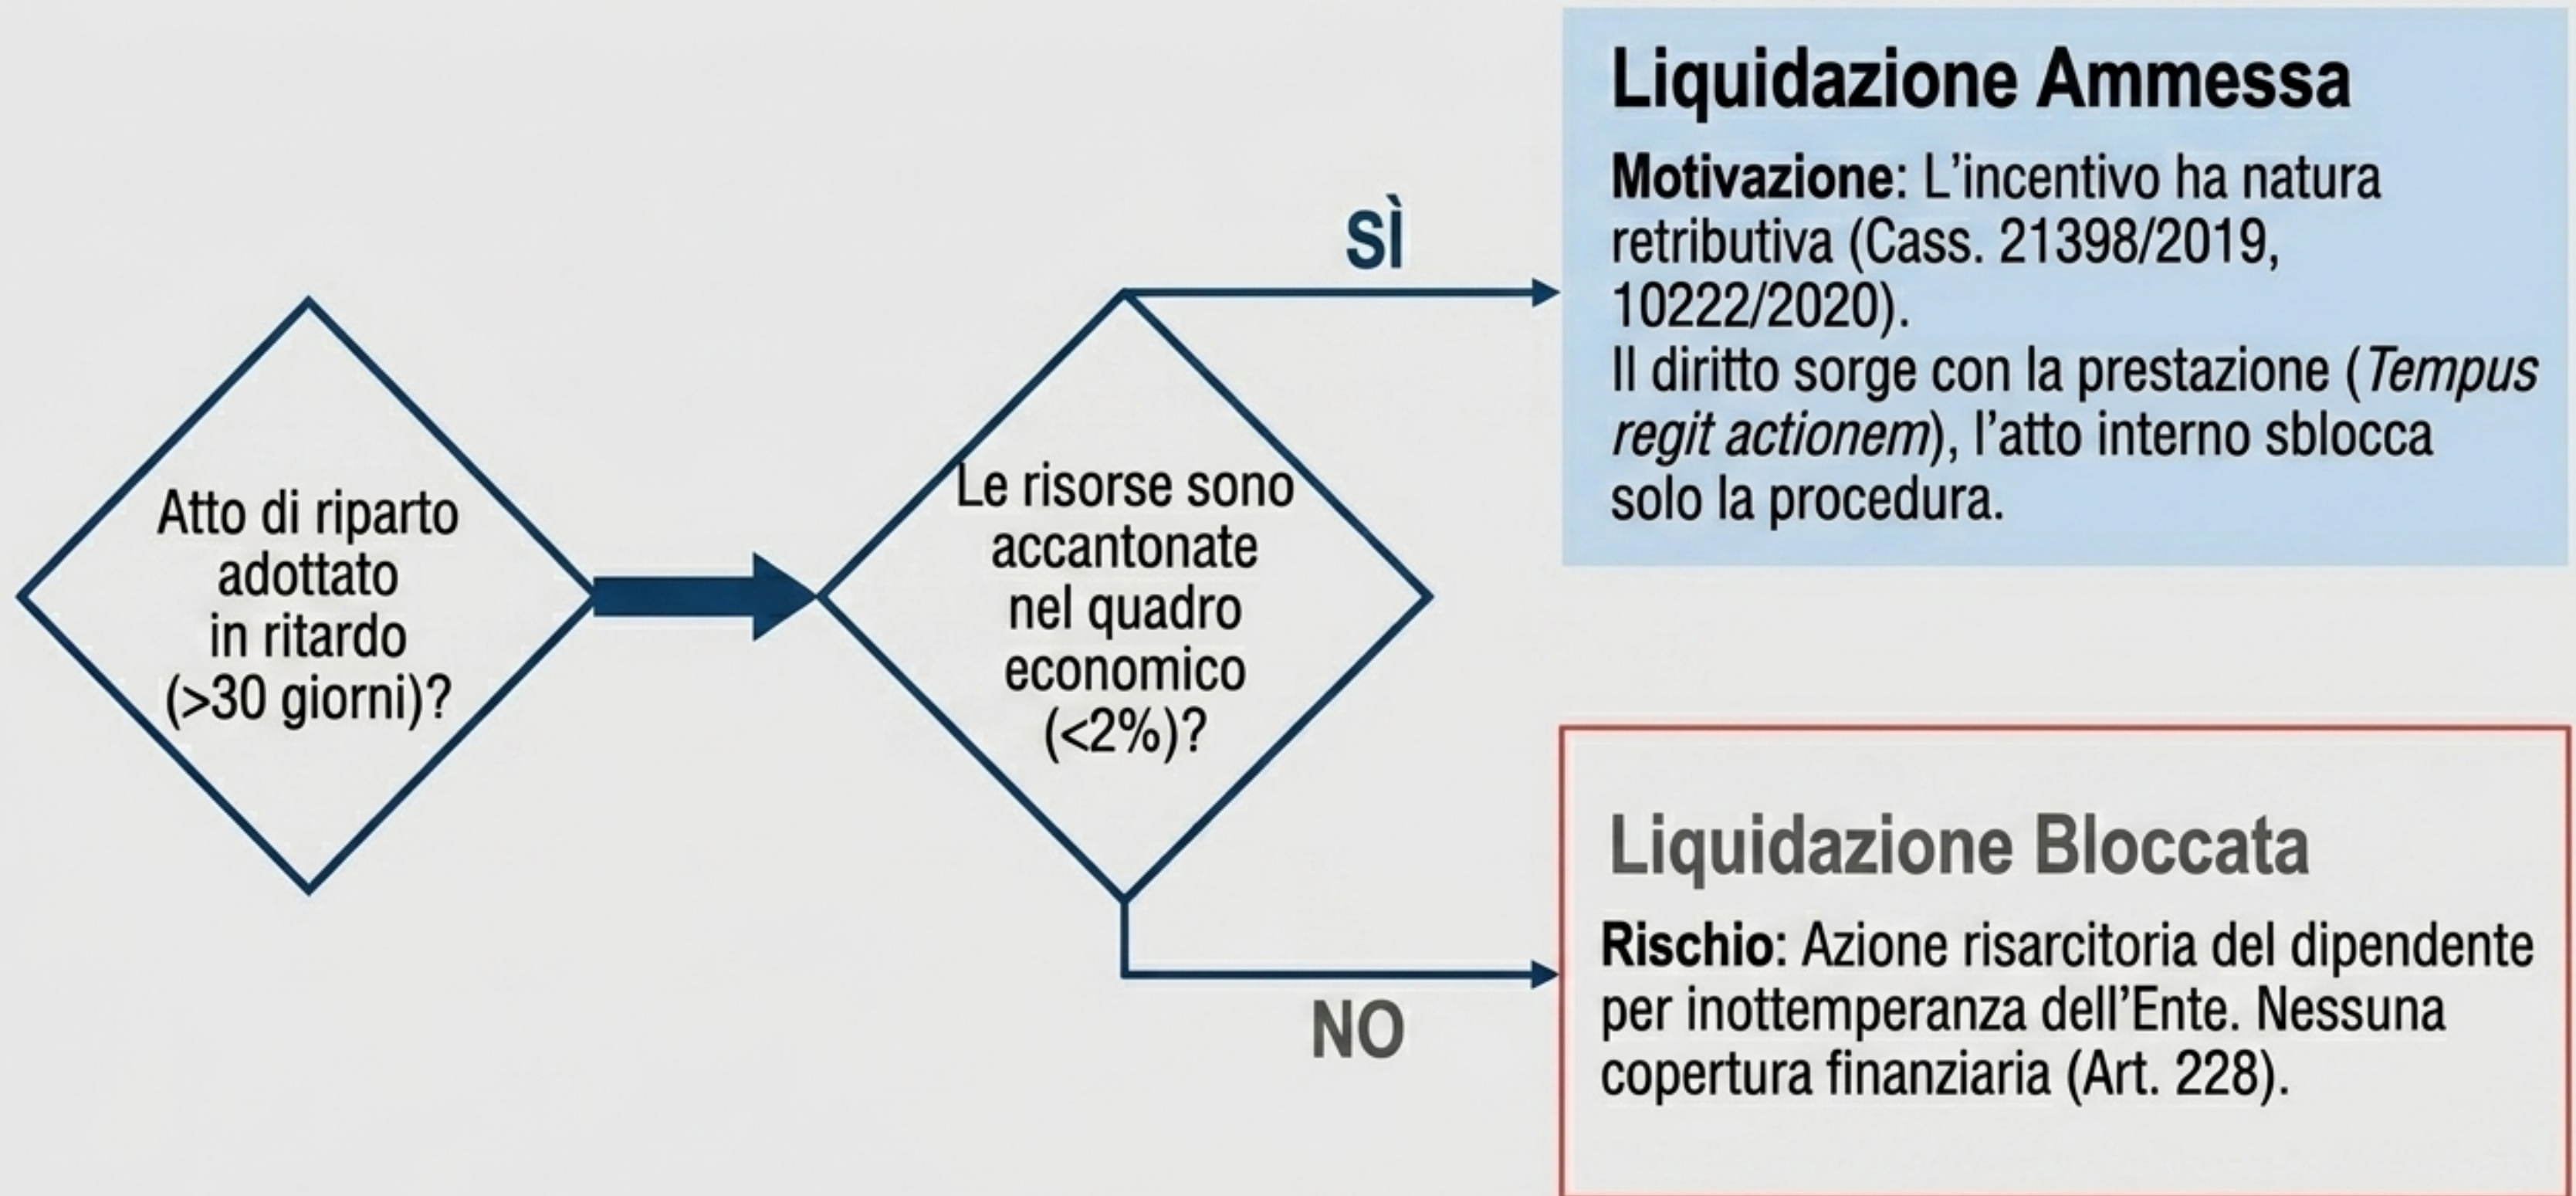 Atto di riparto
adottato
in ritardo
(>30 giorni)?
Le risorse sono
accantonate
nel quadro
economico
(<2%)?
SÌ
NO
Liquidazione Ammessa
Motivazione: L'incentivo ha natura
retributiva (Cass. 21398/2019,
10222/2020).
Il diritto sorge con la prestazione (Tempus
regit actionem), l'atto interno sblocca
solo la procedura.
Liquidazione Bloccata
Rischio: Azione risarcitoria del dipendente
per inottemperanza dell'Ente. Nessuna
copertura finanziaria (Art. 228).